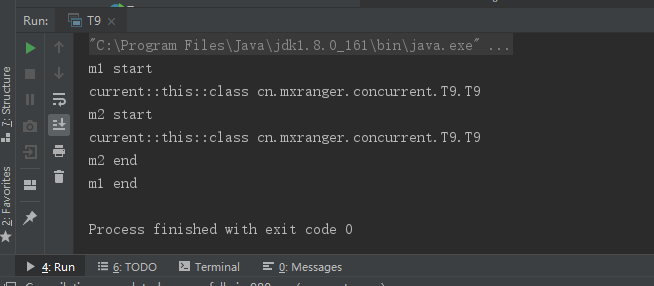 Run: T9
"C:\Program Files\Java\jdk1.8.0_161\bin\java.exe" ...
m1 start
current::this::class cn.mxranger.concurrent.T9.T9
m2 start
current::this::class cn.mxranger.concurrent.T9.T9
m2 end
m1 end
Process finished with exit code 0
7: Structure
2: Favorites
4: Run 6: TODO Terminal 0: Messages